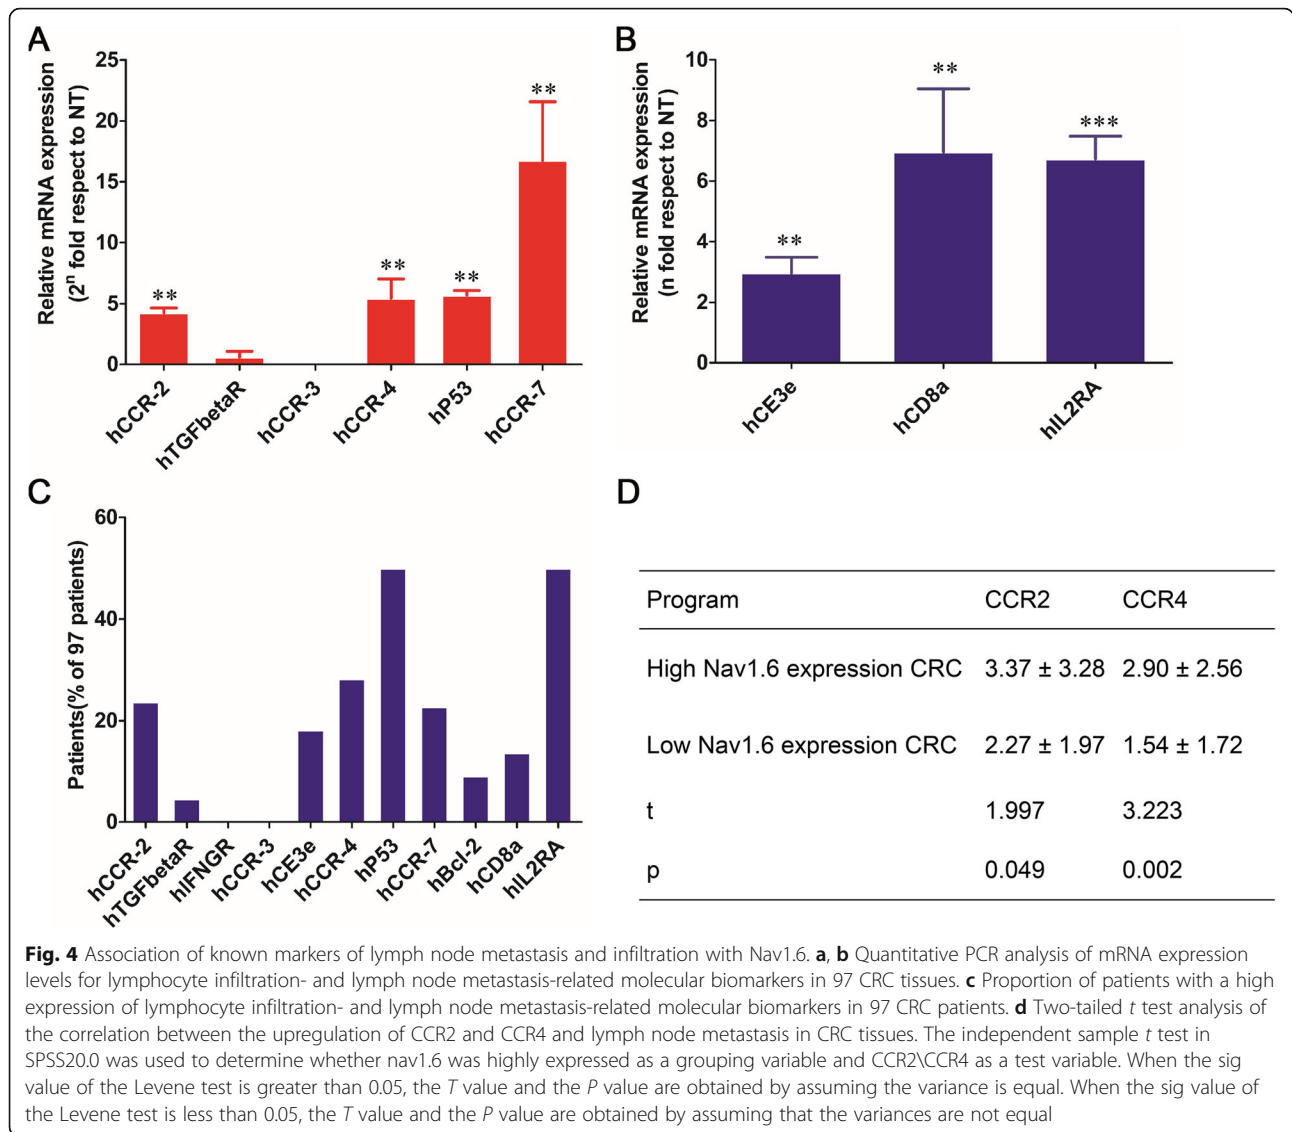 A
Relative mRNA expression
(2ⁿ fold respect to NT)
25
20
15
10
5
0
**
**
**
**
hCCR-2
hTGFbetaR
hCCR-3
hCCR-4
hP53
hCCR-7
B
Relative mRNA expression
(n fold respect to NT)
10
8
6
4
2
0
**
**
***
hCE3e
hCD8a
hIL2RA
C
Patients(% of 97 patients)
60
40
20
0
hCCR-2
hTGFbetaR
hIFNGR
hCCR-3
hCE3e
hCCR-4
hP53
hCCR-7
hBcl-2
hCD8a
hIL2RA
D
Program CCR2 CCR4
High Nav1.6 expression CRC 3.37 ± 3.28 2.90 ± 2.56
Low Nav1.6 expression CRC 2.27 ± 1.97 1.54 ± 1.72
t 1.997 3.223
p 0.049 0.002
Fig. 4 Association of known markers of lymph node metastasis and infiltration with Nav1.6. a, b Quantitative PCR analysis of mRNA expression
levels for lymphocyte infiltration- and lymph node metastasis-related molecular biomarkers in 97 CRC tissues. c Proportion of patients with a high
expression of lymphocyte infiltration- and lymph node metastasis-related molecular biomarkers in 97 CRC patients. d Two-tailed t test analysis of
the correlation between the upregulation of CCR2 and CCR4 and lymph node metastasis in CRC tissues. The independent sample t test in
SPSS20.0 was used to determine whether nav1.6 was highly expressed as a grouping variable and CCR2\CCR4 as a test variable. When the sig
value of the Levene test is greater than 0.05, the T value and the P value are obtained by assuming the variance is equal. When the sig value of
the Levene test is less than 0.05, the T value and the P value are obtained by assuming that the variances are not equal